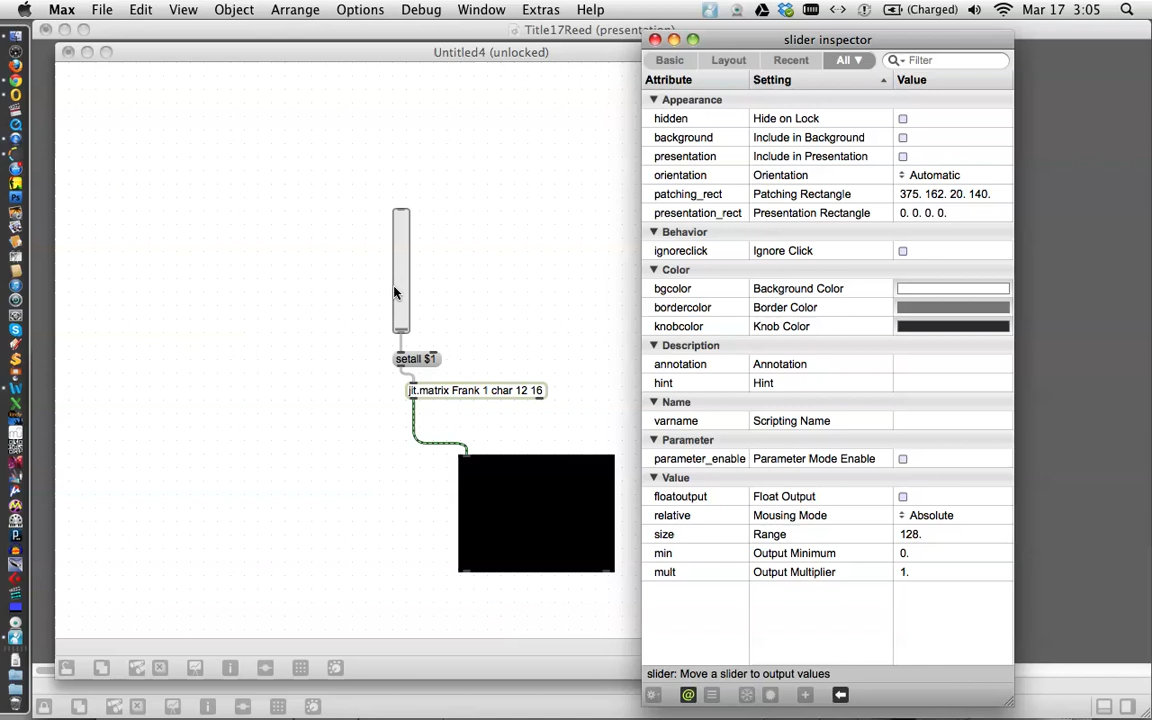 Max File Edit View Object Arrange Options Debug Window Extras Help (Charged) Mar 17 3:05
Title17Reed (presentation)
Untitled4 (unlocked)
setall $1
jit.matrix Frank 1 char 12 16
slider inspector
Basic Layout Recent All ▼ Filter
Attribute Setting Value
Appearance
hidden Hide on Lock
background Include in Background
presentation Include in Presentation
orientation Orientation Automatic
patching_rect Patching Rectangle 375. 162. 20. 140.
presentation_rect Presentation Rectangle 0. 0. 0. 0.
Behavior
ignoreclick Ignore Click
Color
bgcolor Background Color
bordercolor Border Color
knobcolor Knob Color
Description
annotation Annotation
hint Hint
Name
varname Scripting Name
Parameter
parameter_enable Parameter Mode Enable
Value
floatoutput Float Output
relative Mousing Mode Absolute
size Range 128.
min Output Minimum 0.
mult Output Multiplier 1.
slider: Move a slider to output values